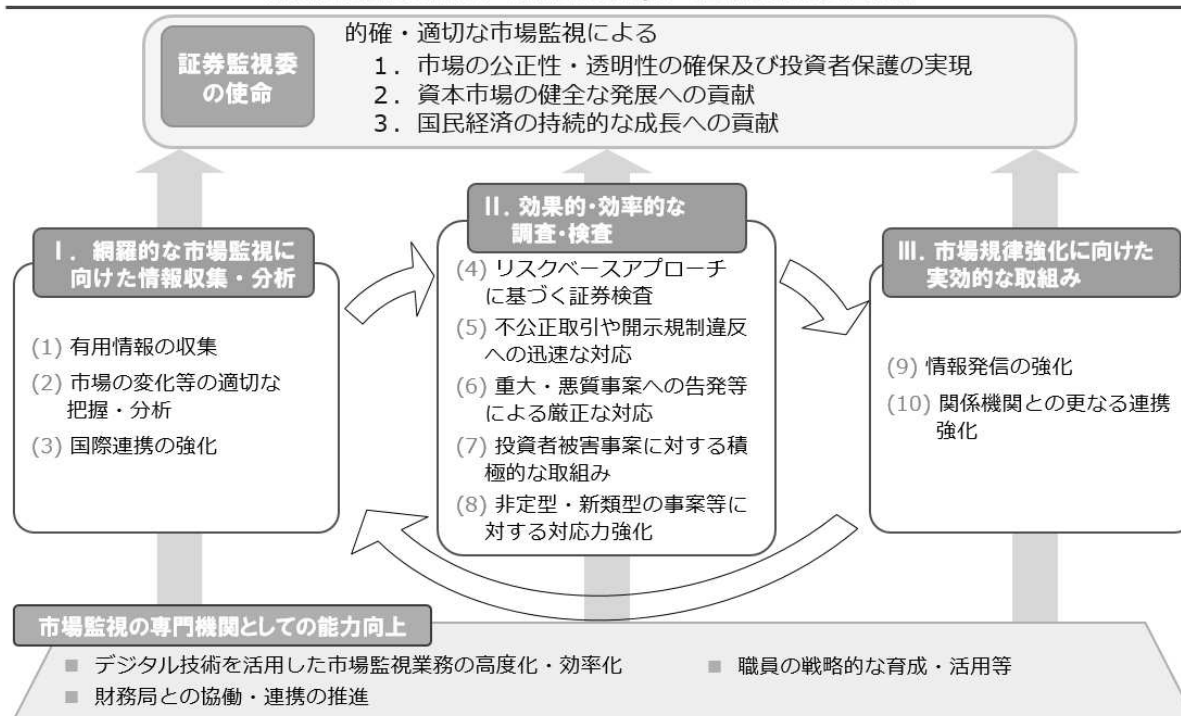 証券監視委
の使命
的確・適切な市場監視による
1．市場の公正性・透明性の確保及び投資者保護の実現
2．資本市場の健全な発展への貢献
3．国民経済の持続的な成長への貢献
Ⅰ．網羅的な市場監視に
向けた情報収集・分析
(1) 有用情報の収集
(2) 市場の変化等の適切な
把握・分析
(3) 国際連携の強化
Ⅱ．効果的・効率的な
調査・検査
(4) リスクベースアプローチ
に基づく証券検査
(5) 不公正取引や開示規制違反
への迅速な対応
(6) 重大・悪質事案への告発等
による厳正な対応
(7) 投資者被害事案に対する積
極的な取組み
(8) 非定型・新類型の事案等に
対する対応力強化
Ⅲ．市場規律強化に向けた
実効的な取組み
(9) 情報発信の強化
(10) 関係機関との更なる連携
強化
市場監視の専門機関としての能力向上
■ デジタル技術を活用した市場監視業務の高度化・効率化
■ 職員の戦略的な育成・活用等
■ 財務局との協働・連携の推進